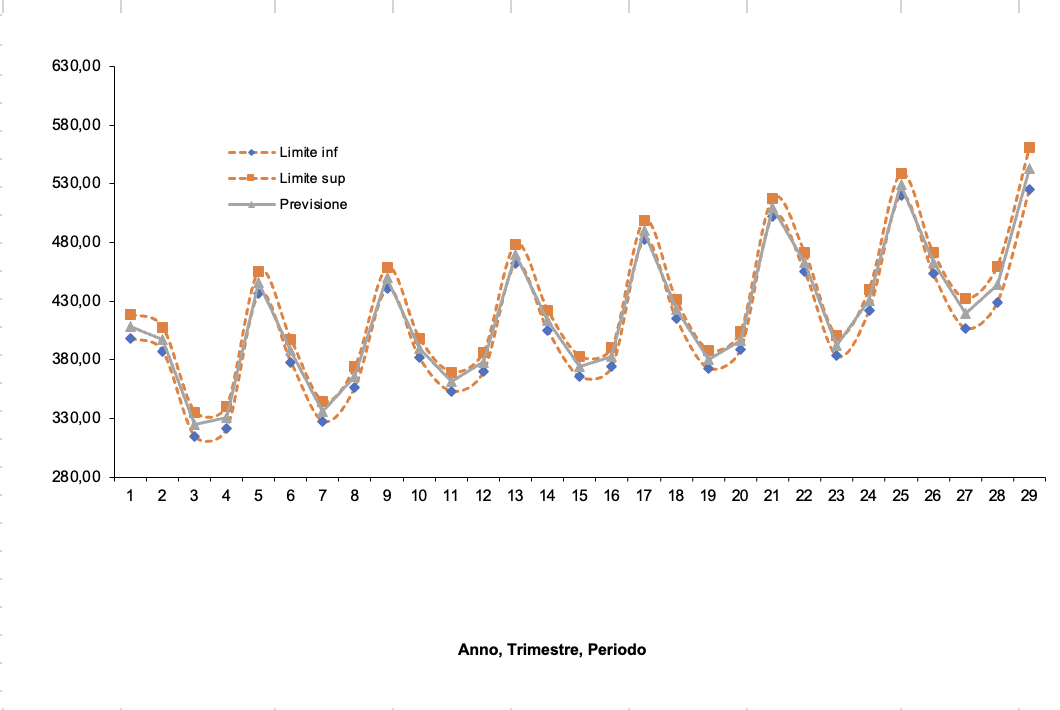 630,00
580,00
530,00
480,00
430,00
380,00
330,00
280,00
Limite inf
Limite sup
Previsione
1 2 3 4 5 6 7 8 9 10 11 12 13 14 15 16 17 18 19 20 21 22 23 24 25 26 27 28 29
Anno, Trimestre, Periodo